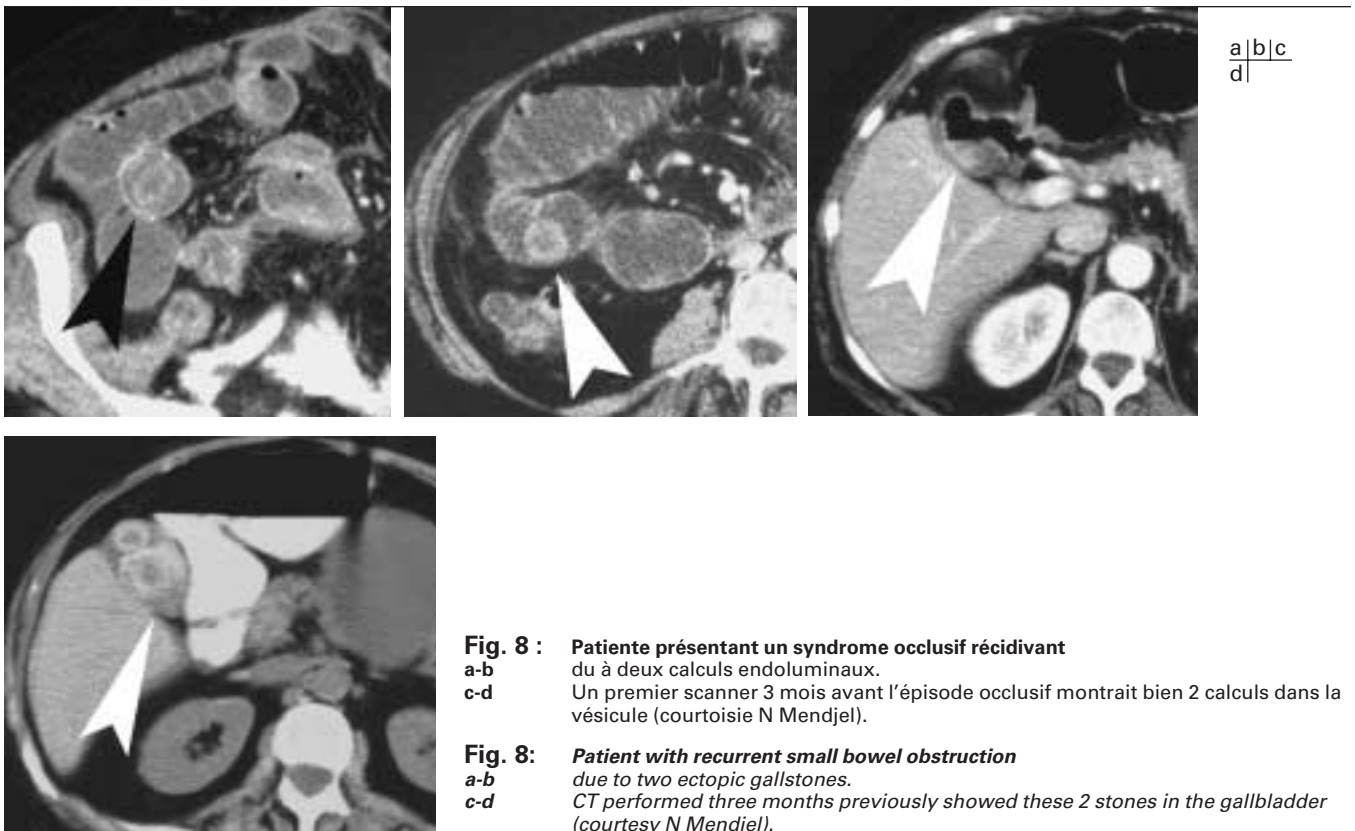 a|b|c
d|
Fig. 8 : Patiente présentant un syndrome occlusif récidivant
a-b du à deux calculs endoluminaux.
c-d Un premier scanner 3 mois avant l'épisode occlusif montrait bien 2 calculs dans la
vésicule (courtoisie N Mendjel).
Fig. 8: Patient with recurrent small bowel obstruction
a-b due to two ectopic gallstones.
c-d CT performed three months previously showed these 2 stones in the gallbladder
(courtesy N Mendjel).